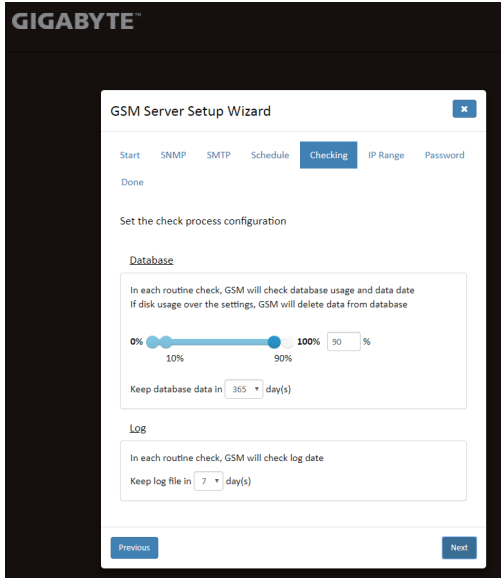 GIGABYTE™
GSM Server Setup Wizard
Start SNMP SMTP Schedule Checking IP Range Password
Done
Set the check process configuration
Database
In each routine check, GSM will check database usage and data date
If disk usage over the settings, GSM will delete data from database
0% 100% 90 %
10% 90%
Keep database data in 365 day(s)
Log
In each routine check, GSM will check log date
Keep log file in 7 day(s)
Previous Next